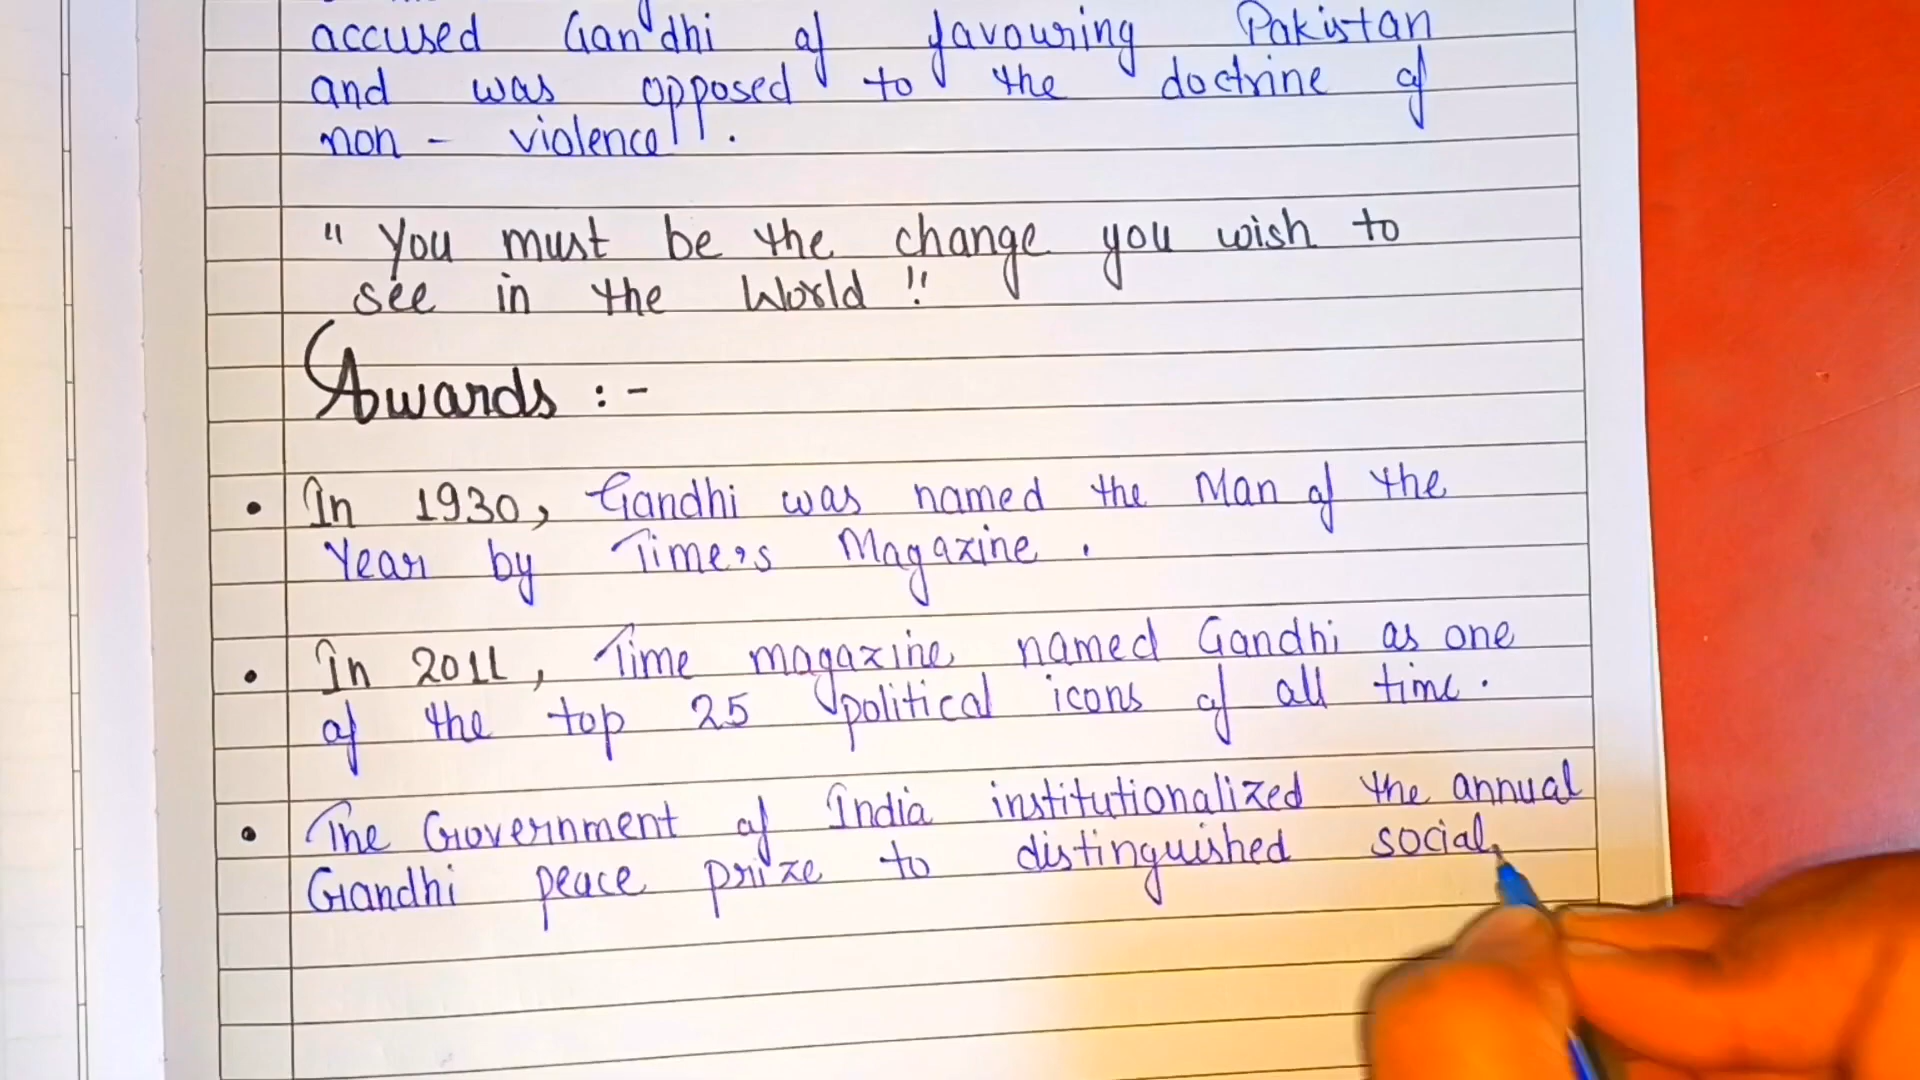 accused Gandhi of favouring Pakistan
and was opposed to the doctrine of
non - violence .
" You must be the change you wish to
see in the World "
Awards : -
• In 1930, Gandhi was named the Man of the
Year by Time,s Magazine .
• In 2011, Time magazine named Gandhi as one
of the top 25 political icons of all time.
• The Government of India institutionalized the annual
Gandhi peace prize to distinguished social